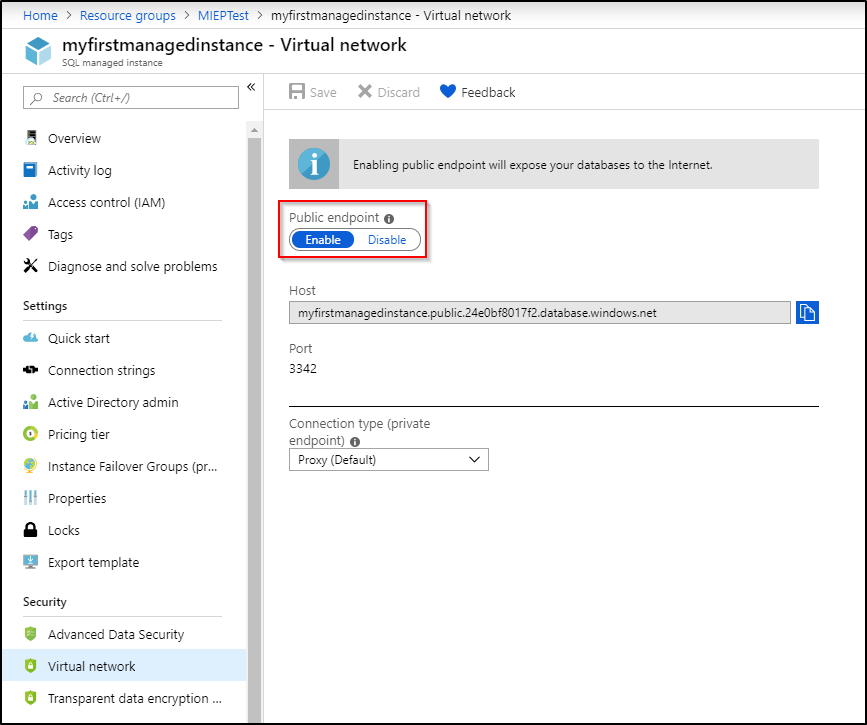 Home > Resource groups > MIEPTest > myfirstmanagedinstance - Virtual network
myfirstmanagedinstance - Virtual network
SQL managed instance
«
Search (Ctrl+/)
Overview
Activity log
Access control (IAM)
Tags
Diagnose and solve problems
Settings
Quick start
Connection strings
Active Directory admin
Pricing tier
Instance Failover Groups (pr...
Properties
Locks
Export template
Security
Advanced Data Security
Virtual network
Transparent data encryption ...
Save Discard Feedback
Enabling public endpoint will expose your databases to the Internet.
Public endpoint
Enable Disable
Host
myfirstmanagedinstance.public.24e0bf8017f2.database.windows.net
Port
3342
Connection type (private
endpoint)
Proxy (Default)